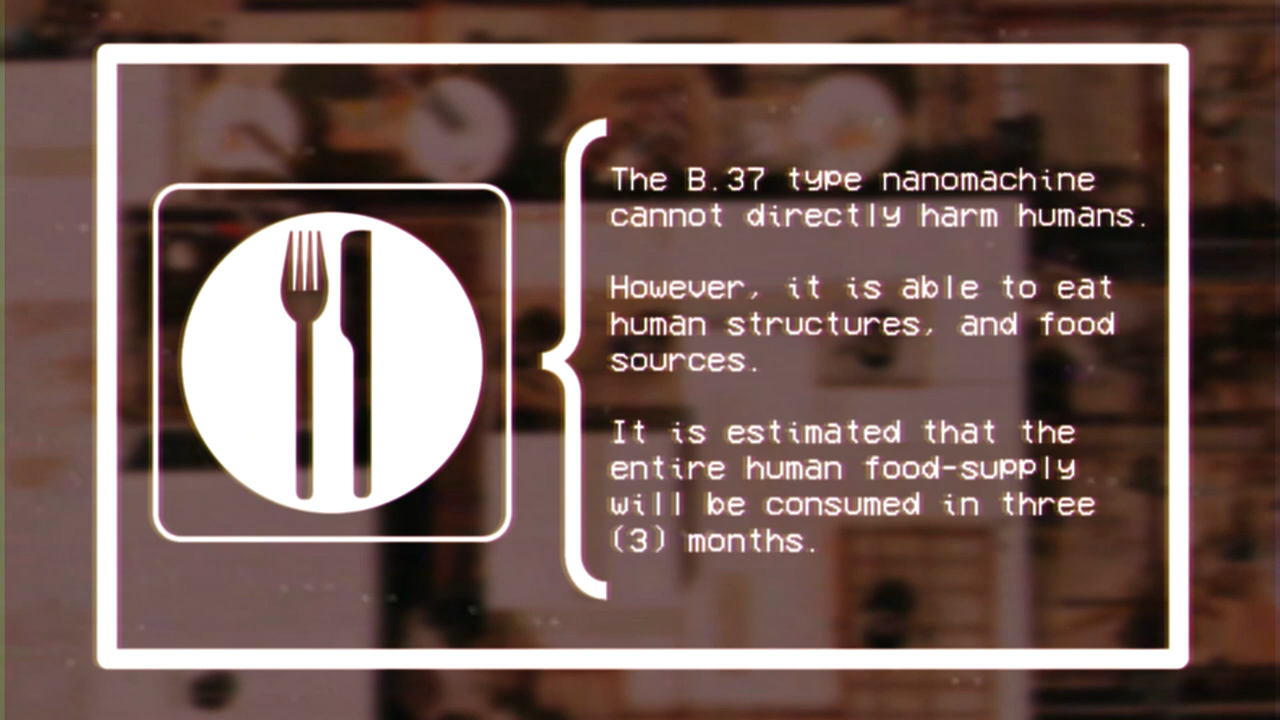 The B.37 type nanomachine
cannot directly harm humans.
However, it is able to eat
human structures, and food
sources.
It is estimated that the
entire human food-supply
will be consumed in three
(3) months.